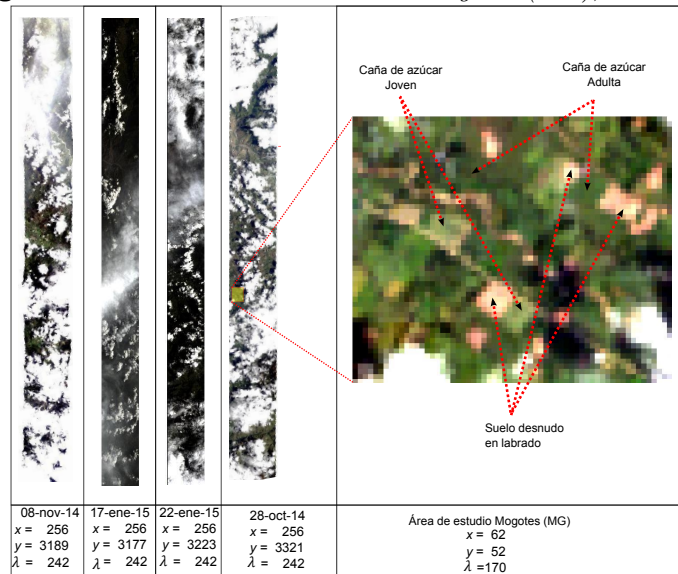 Caña de azúcar
Joven
Caña de azúcar
Adulta
Suelo desnudo
en labrado
08-nov-14
x = 256
y = 3189
λ = 242
17-ene-15
x = 256
y = 3177
λ = 242
22-ene-15
x = 256
y = 3223
λ = 242
28-oct-14
x = 256
y = 3321
λ = 242
Área de estudio Mogotes (MG)
x = 62
y = 52
λ =170